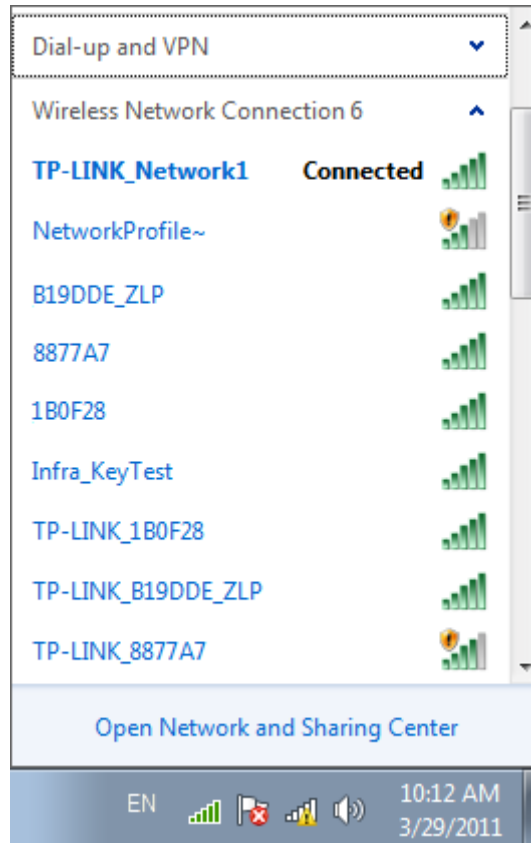 Dial-up and VPN
Wireless Network Connection 6
TP-LINK_Network1 Connected
NetworkProfile~
B19DDE_ZLP
8877A7
1B0F28
Infra_KeyTest
TP-LINK_1B0F28
TP-LINK_B19DDE_ZLP
TP-LINK_8877A7
Open Network and Sharing Center
EN
10:12 AM
3/29/2011